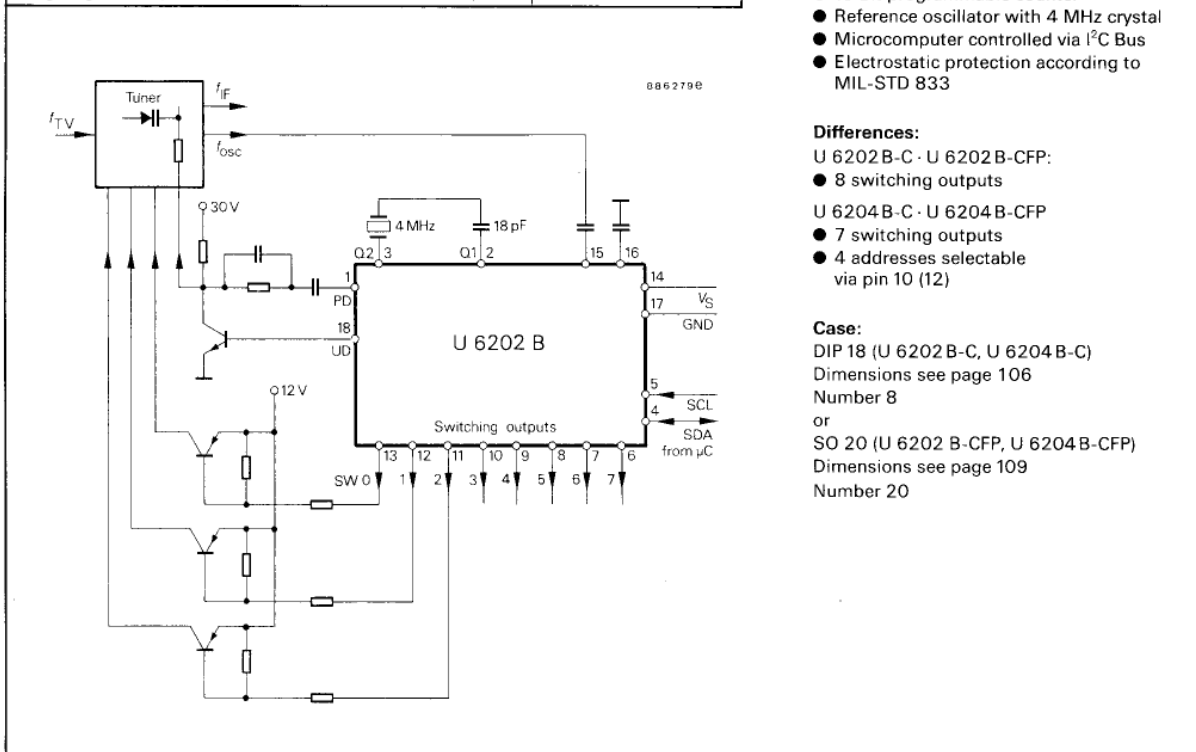 ● Reference oscillator with 4 MHz crystal
● Microcomputer controlled via I²C Bus
● Electrostatic protection according to
MIL-STD 833
Differences:
U 6202 B-C · U 6202 B-CFP:
● 8 switching outputs
U 6204 B-C · U 6204 B-CFP
● 7 switching outputs
● 4 addresses selectable
via pin 10 (12)
Case:
DIP 18 (U 6202 B-C, U 6204 B-C)
Dimensions see page 106
Number 8
or
SO 20 (U 6202 B-CFP, U 6204 B-CFP)
Dimensions see page 109
Number 20
886279e
Tuner
fIF
fTV
fosc
30 V
4 MHz
18 pF
Q2 3
Q1 2
15
16
1
PD
14
VS
17
GND
18
UD
U 6202 B
12 V
5
SCL
4
SDA
from µC
Switching outputs
13 12 11 10 9 8 7 6
SW 0 1 2 3 4 5 6 7